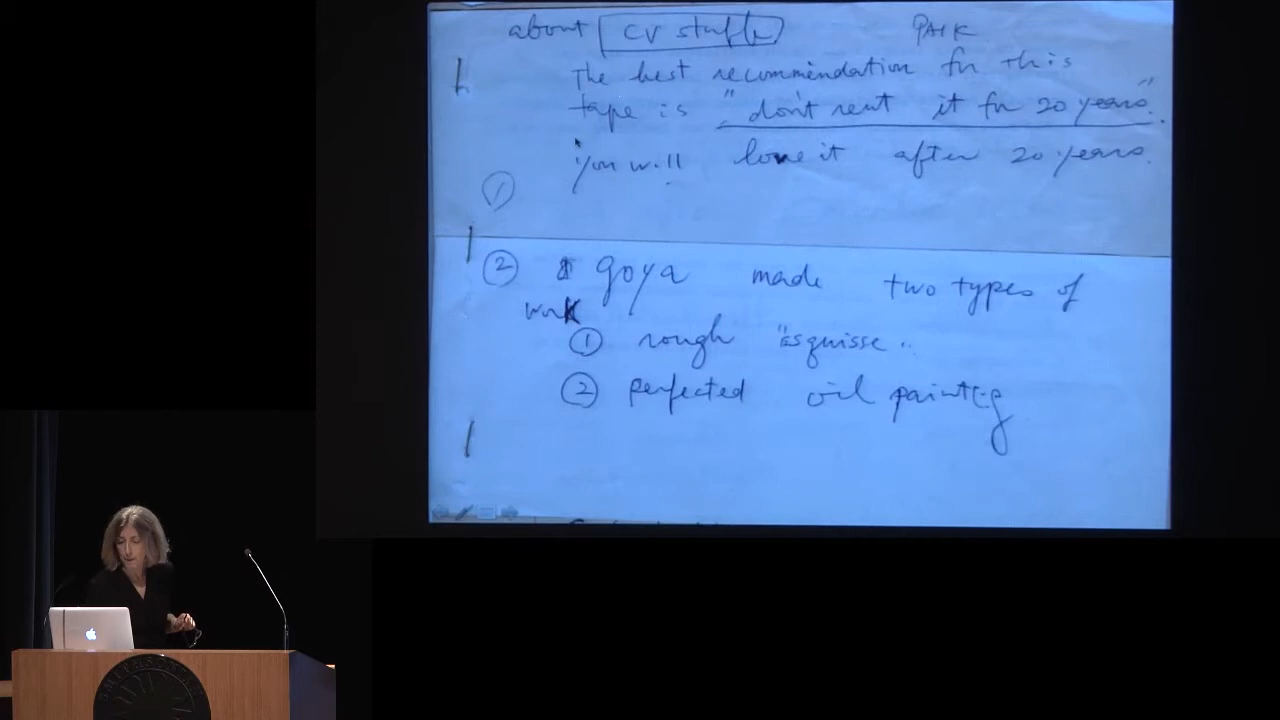 about CV stuff PAIK
The best recommendation for this
tape is "don't rent it for 20 years".
You will love it after 20 years.
①
② goya made two types of
work
① rough "esquisse"
② perfected oil painting